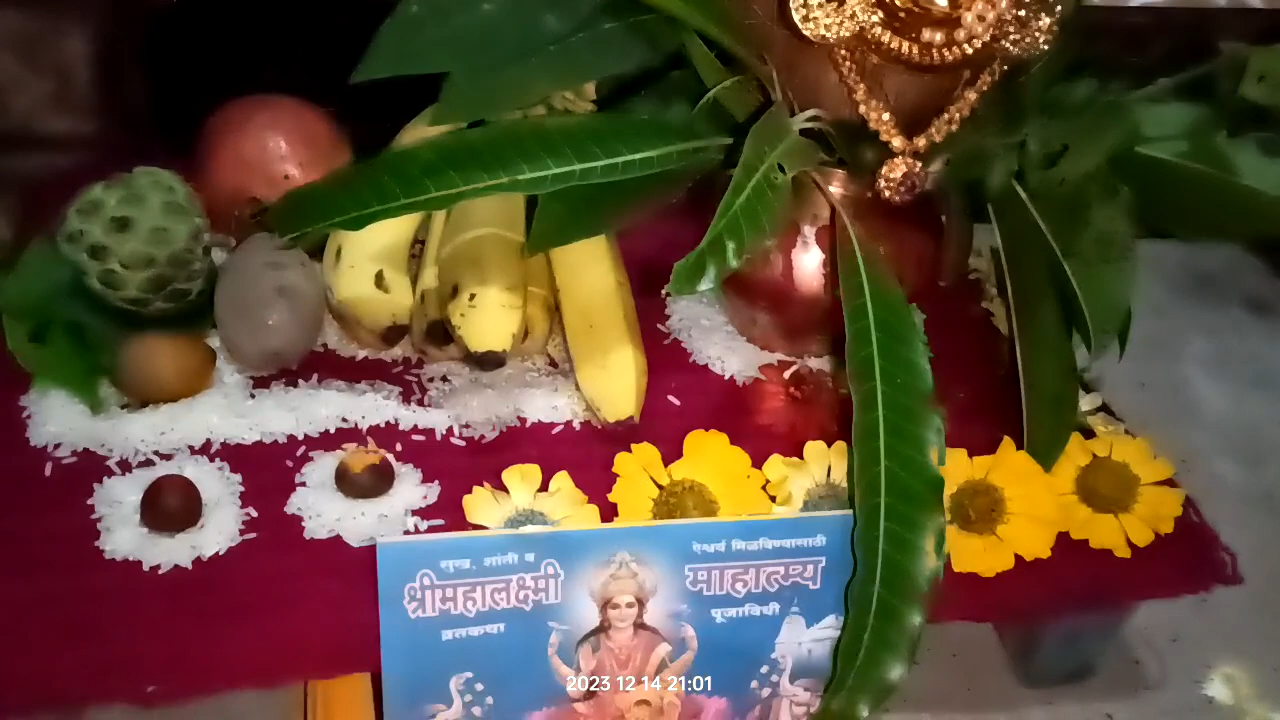 सुख, शांती व
श्रीमहालक्ष्मी
व्रतकथा
ऐश्वर्य मिळविण्यासाठी
माहात्म्य
पूजाविधी
2023 12 14 21:01